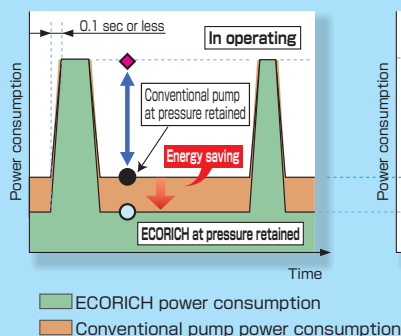 0.1 sec or less
In operating
Power consumption
Conventional pump
at pressure retained
Energy saving
ECORICH at pressure retained
Time
ECORICH power consumption
Conventional pump power consumption
Power consumption